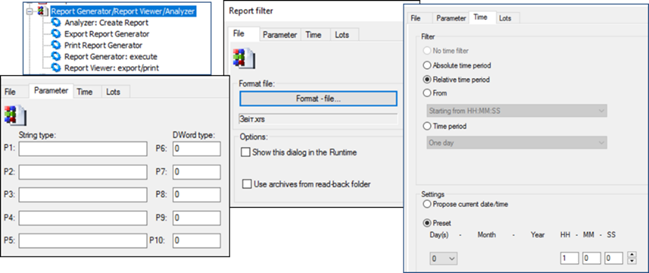 Report Generator/Report Viewer/Analyzer
Analyzer: Create Report
Export Report Generator
Print Report Generator
Report Generator: execute
Report Viewer: export/print
File Parameter Time Lots
String type: DWord type:
P1: P6: 0
P2: P7: 0
P3: P8: 0
P4: P9: 0
P5: P10: 0
Report filter
File Parameter Time Lots
Format file:
Format - file...
Звіт.xrs
Options:
Show this dialog in the Runtime
Use archives from read-back folder
File Parameter Time Lots
Filter
No time filter
Absolute time period
Relative time period
From
Starting from HH:MM:SS
Time period
One day
Settings
Propose current date/time
Preset
Day(s) - Month - Year HH - MM - SS
0 1 0 0